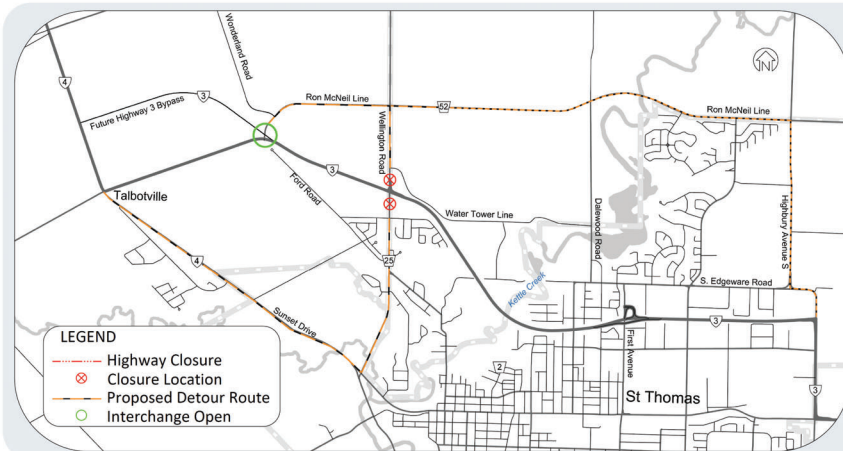 Wonderland Road
4
3
Future Highway 3 Bypass
Ron McNeil Line
52
Ron McNeil Line
N
Wellington Road
3
Ford Road
Talbotville
Water Tower Line
Dalewood Road
Highbury Avenue S
4
25
Kettle Creek
S. Edgeware Road
Sunset Drive
3
First Avenue
2
St Thomas
3
LEGEND
Highway Closure
Closure Location
Proposed Detour Route
Interchange Open